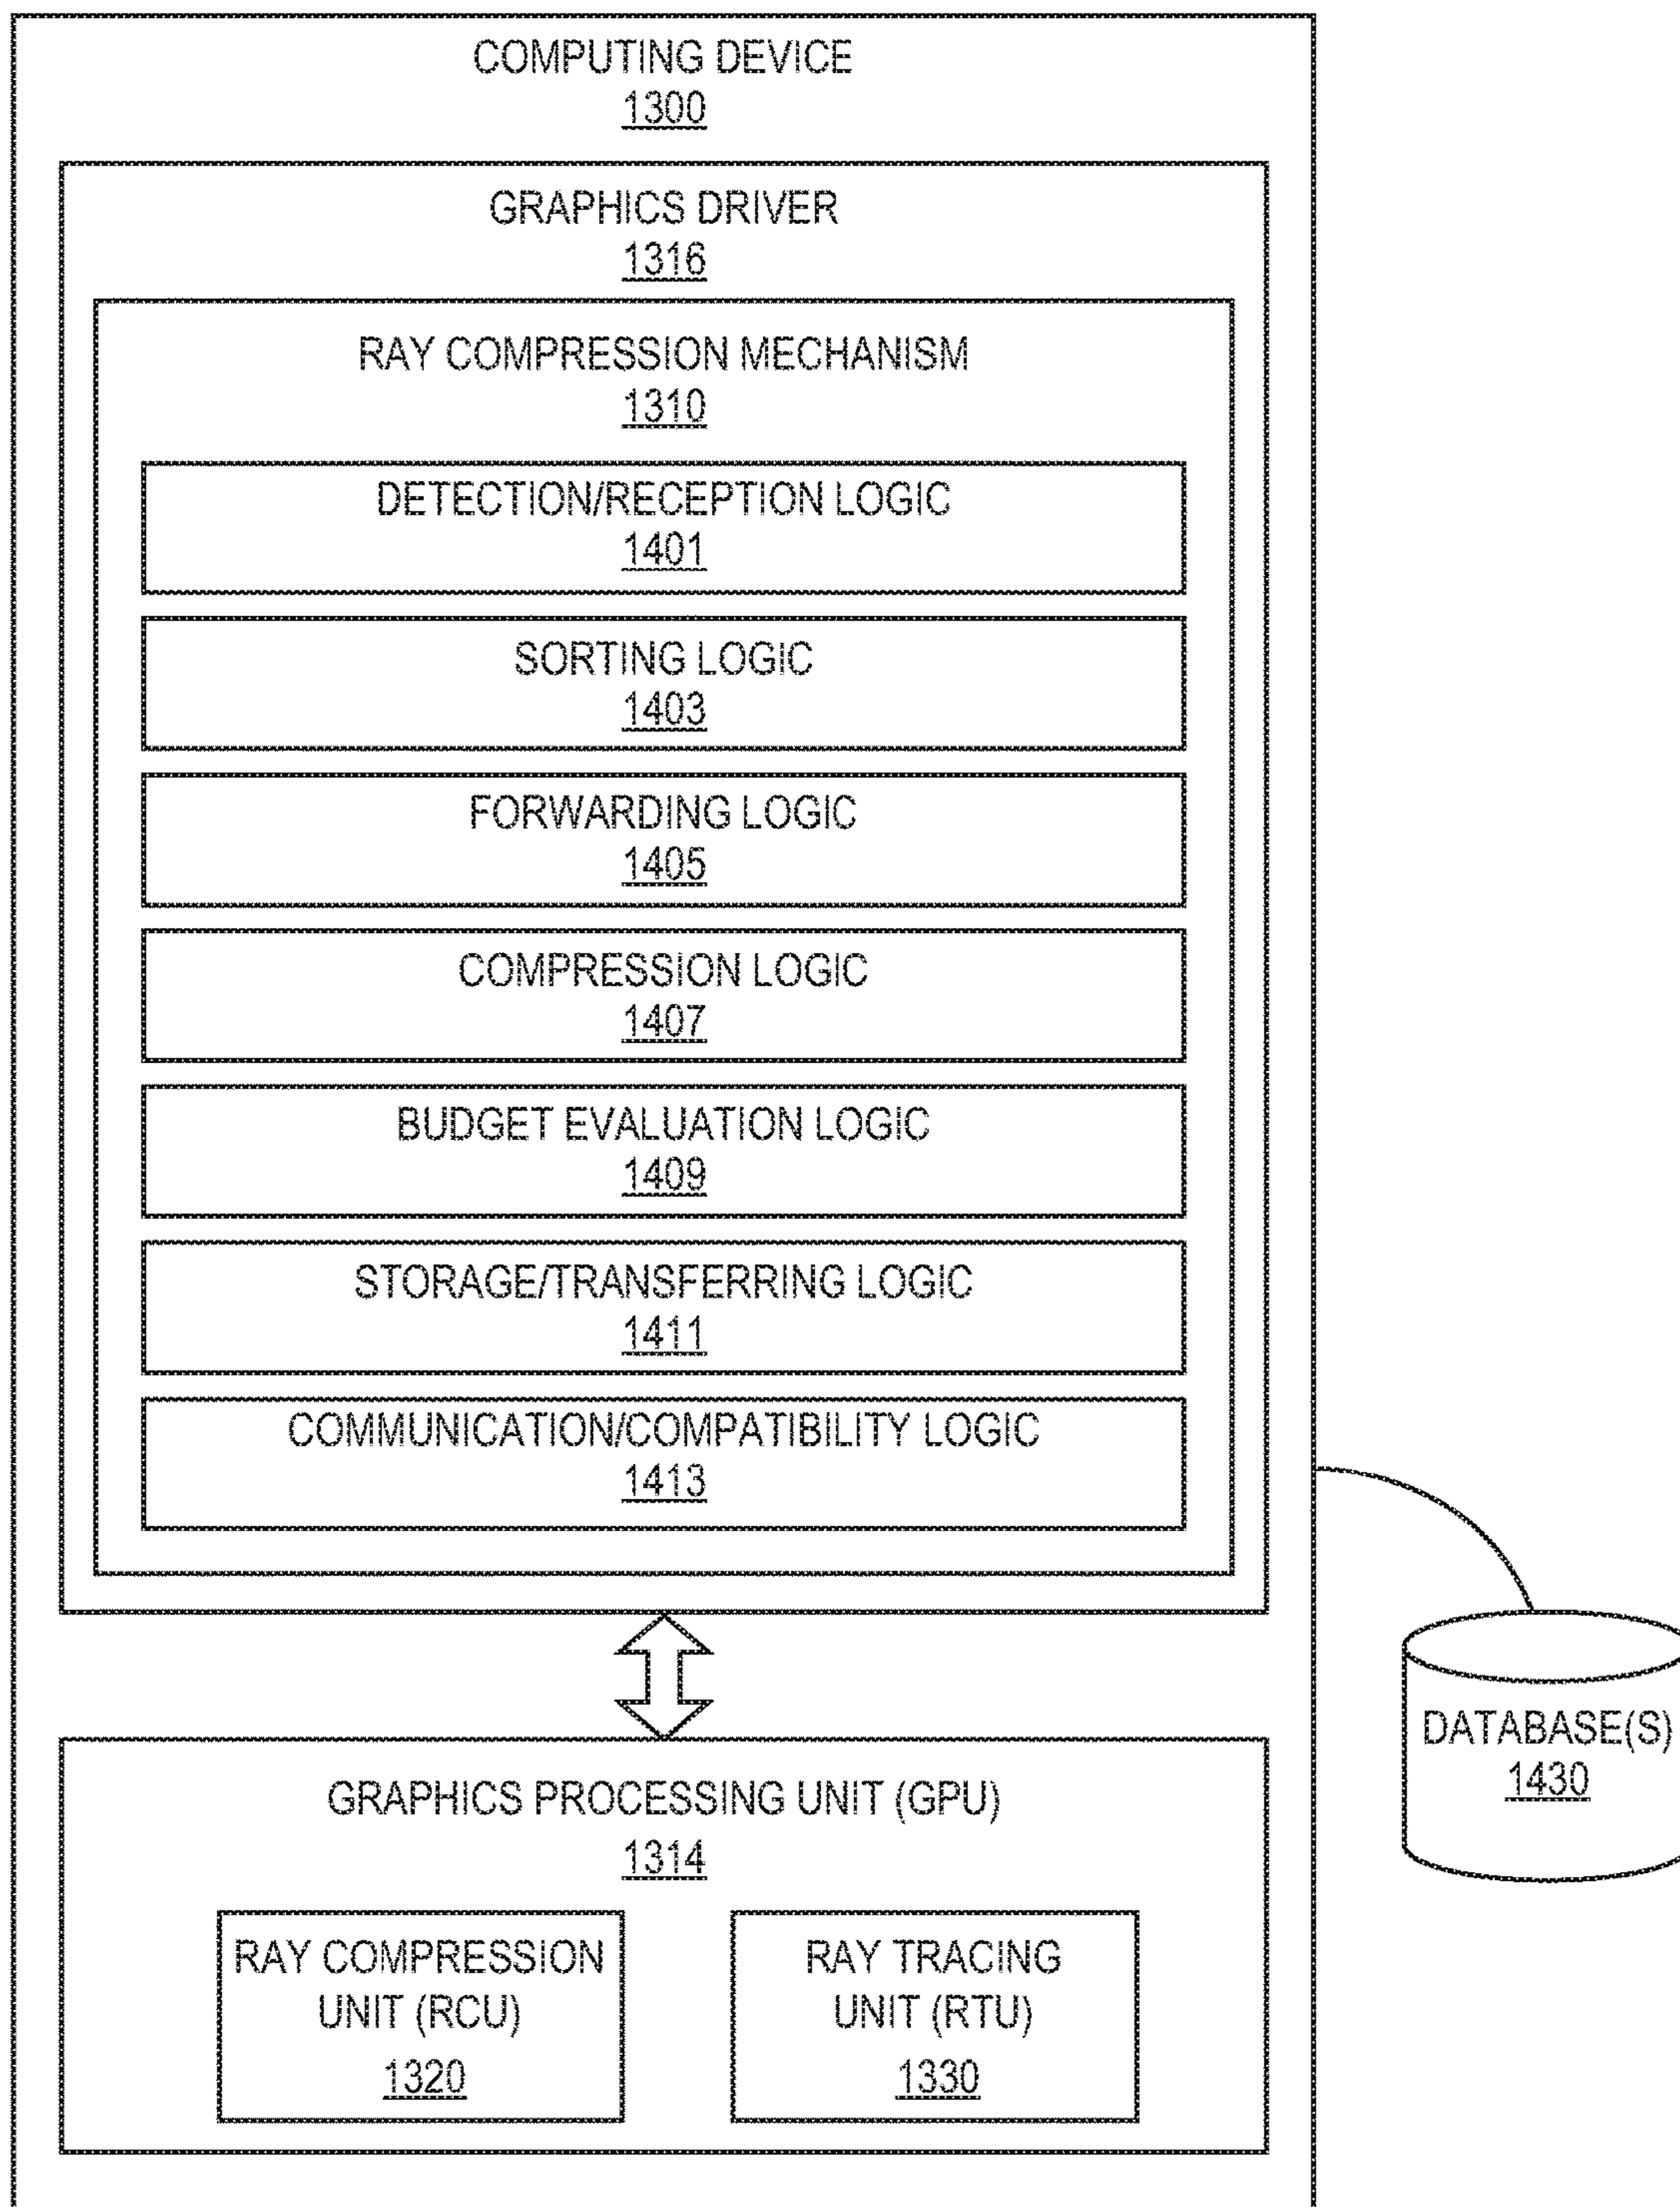 COMPUTING DEVICE
1300
GRAPHICS DRIVER
1316
RAY COMPRESSION MECHANISM
1310
DETECTION/RECEPTION LOGIC
1401
SORTING LOGIC
1403
FORWARDING LOGIC
1405
COMPRESSION LOGIC
1407
BUDGET EVALUATION LOGIC
1409
STORAGE/TRANSFERRING LOGIC
1411
COMMUNICATION/COMPATIBILITY LOGIC
1413
DATABASE(S)
1430
GRAPHICS PROCESSING UNIT (GPU)
1314
RAY COMPRESSION
UNIT (RCU)
1320
RAY TRACING
UNIT (RTU)
1330